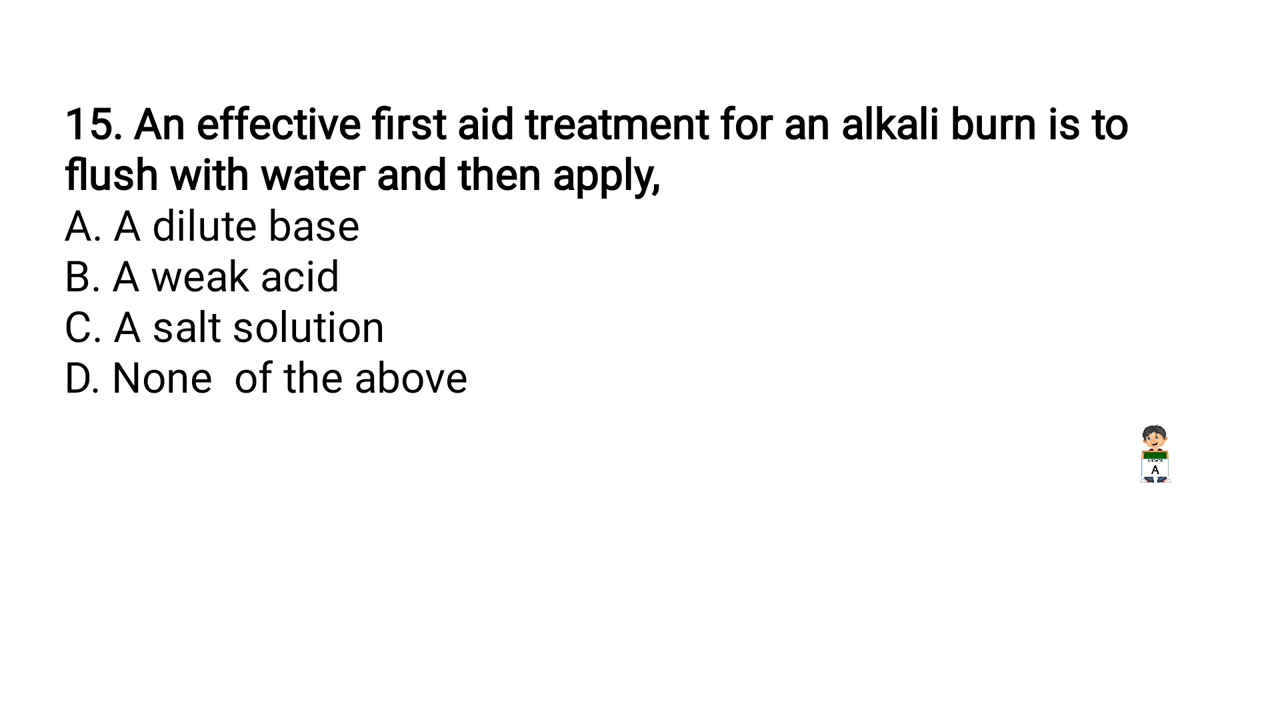 15. An effective first aid treatment for an alkali burn is to
flush with water and then apply,
A. A dilute base
B. A weak acid
C. A salt solution
D. None  of the above
A